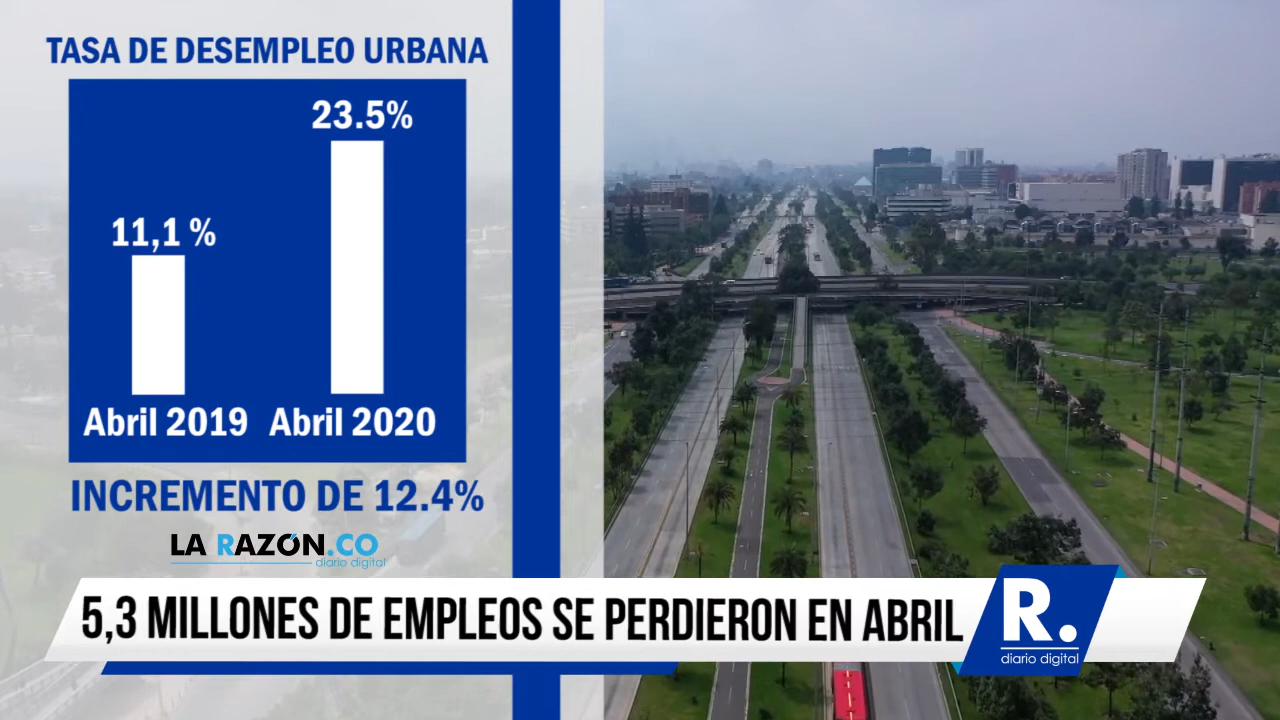 TASA DE DESEMPLEO URBANA
23.5%
11,1 %
Abril 2019 Abril 2020
INCREMENTO DE 12.4%
LA RAZÓN.CO
diario digital
5,3 MILLONES DE EMPLEOS SE PERDIERON EN ABRIL
R.
diario digital